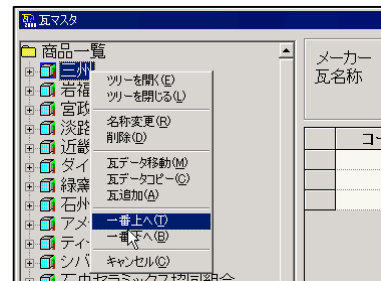 瓦マスタ
商品一覧
メーカー
瓦名称
三州
岩福
宮政
淡路
近畿
ダイ
緑窯
石州
アメ
ティ
シバ
ツリーを開く(E)
ツリーを閉じる(L)
名称変更(R)
削除(D)
瓦データ移動(M)
瓦データコピー(C)
瓦追加(A)
一番上へ(T)
一番下へ(B)
キャンセル(C)
コー